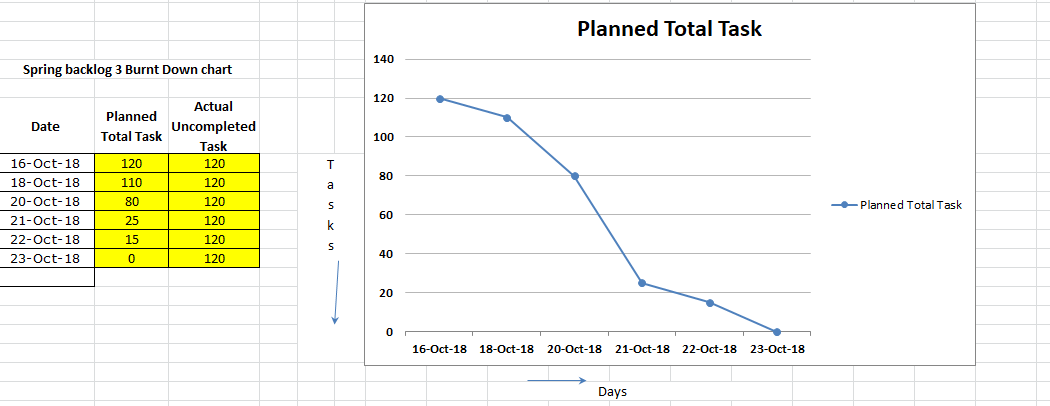 Spring backlog 3 Burnt Down chart
Date
Planned
Total Task
Actual
Uncompleted
Task
16-Oct-18 120 120
18-Oct-18 110 120
20-Oct-18 80 120
21-Oct-18 25 120
22-Oct-18 15 120
23-Oct-18 0 120
T
a
s
k
s
Planned Total Task
140
120
100
80
60
40
20
0
16-Oct-18 18-Oct-18 20-Oct-18 21-Oct-18 22-Oct-18 23-Oct-18
Planned Total Task
Days